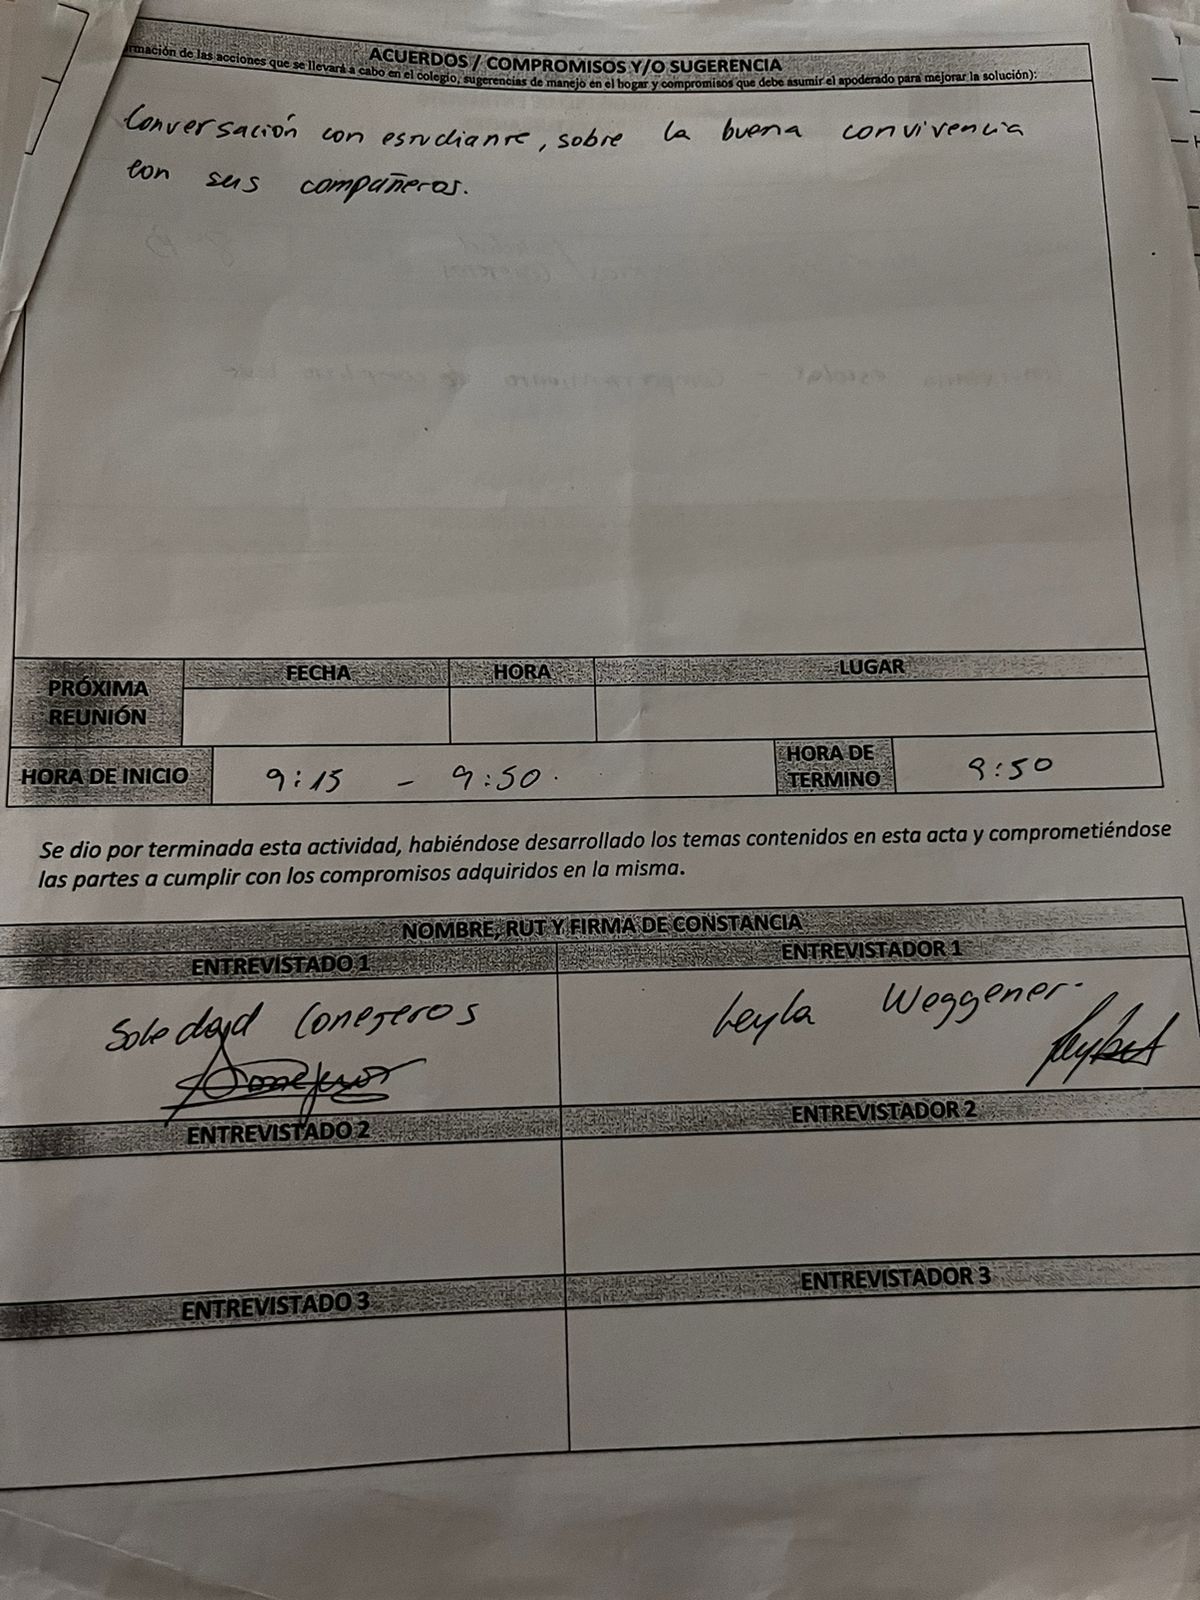 ACUERDOS / COMPROMISOS Y/O SUGERENCIA
rmación de las acciones que se llevará a cabo en el colegio, sugerencias de manejo en el hogar y compromisos que debe asumir el apoderado para mejorar la solución):
Conversación con estudiante, sobre la buena convivencia
con sus compañeros.
PRÓXIMA REUNIÓN FECHA HORA LUGAR
HORA DE INICIO 9:15 - 9:50. HORA DE TERMINO 9:50
Se dio por terminada esta actividad, habiéndose desarrollado los temas contenidos en esta acta y comprometiéndose
las partes a cumplir con los compromisos adquiridos en la misma.
NOMBRE, RUT Y FIRMA DE CONSTANCIA
ENTREVISTADO 1 ENTREVISTADOR 1
Soledad Conejeros Leyla Weggener.
ENTREVISTADO 2 ENTREVISTADOR 2
ENTREVISTADO 3 ENTREVISTADOR 3